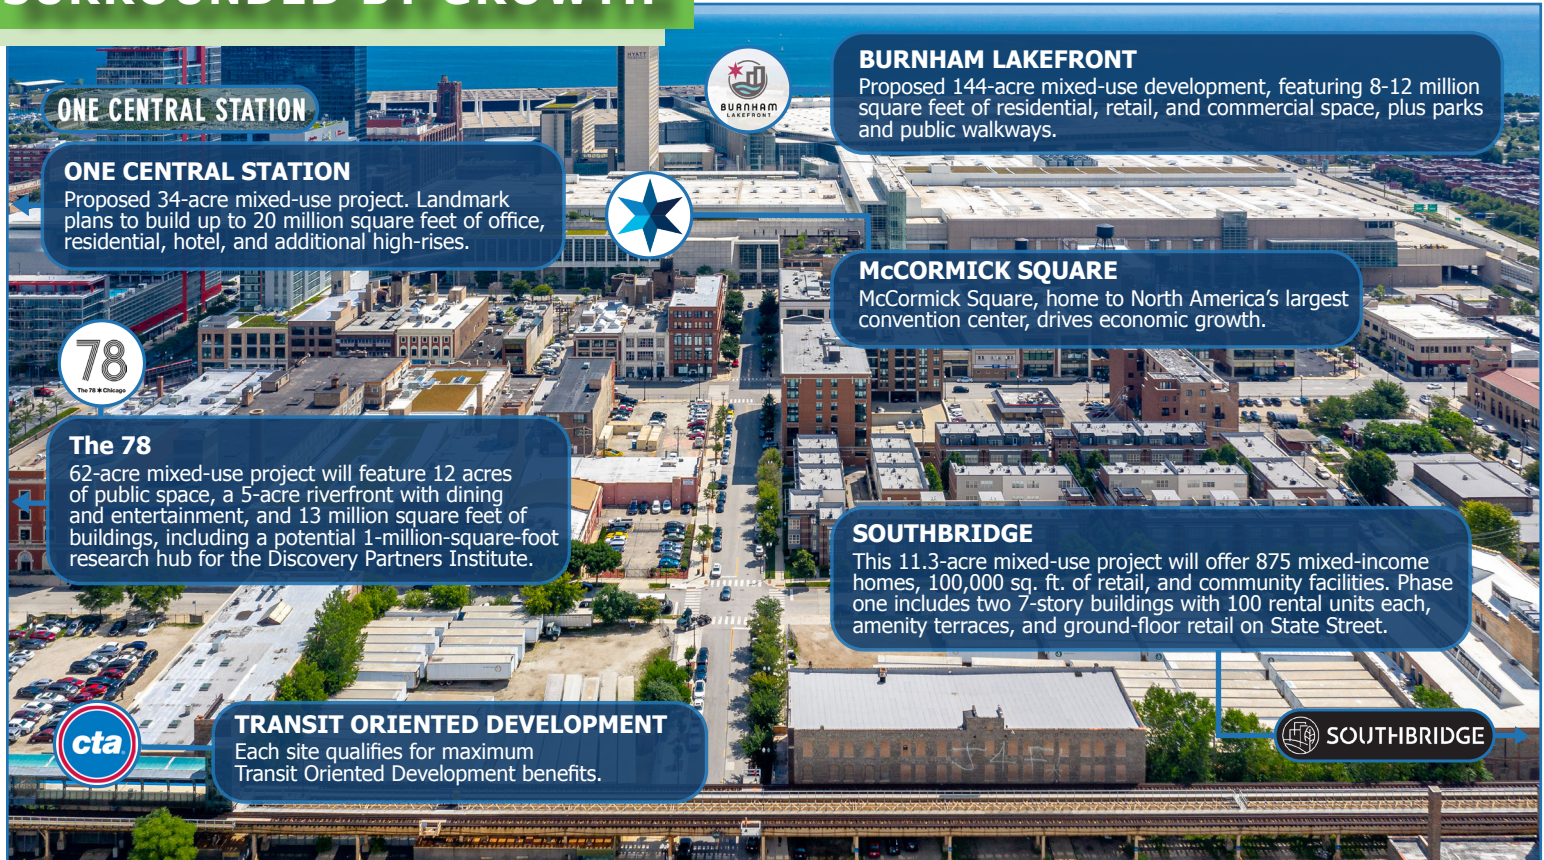 SURROUNDED BY GROWTH
HYATT
BURNHAM
LAKEFRONT
BURNHAM LAKEFRONT
Proposed 144-acre mixed-use development, featuring 8-12 million
square feet of residential, retail, and commercial space, plus parks
and public walkways.
ONE CENTRAL STATION
ONE CENTRAL STATION
Proposed 34-acre mixed-use project. Landmark
plans to build up to 20 million square feet of office,
residential, hotel, and additional high-rises.
McCORMICK SQUARE
McCormick Square, home to North America’s largest
convention center, drives economic growth.
78
The 78 ✶ Chicago
The 78
62-acre mixed-use project will feature 12 acres
of public space, a 5-acre riverfront with dining
and entertainment, and 13 million square feet of
buildings, including a potential 1-million-square-foot
research hub for the Discovery Partners Institute.
SOUTHBRIDGE
This 11.3-acre mixed-use project will offer 875 mixed-income
homes, 100,000 sq. ft. of retail, and community facilities. Phase
one includes two 7-story buildings with 100 rental units each,
amenity terraces, and ground-floor retail on State Street.
SOUTHBRIDGE
cta
TRANSIT ORIENTED DEVELOPMENT
Each site qualifies for maximum
Transit Oriented Development benefits.